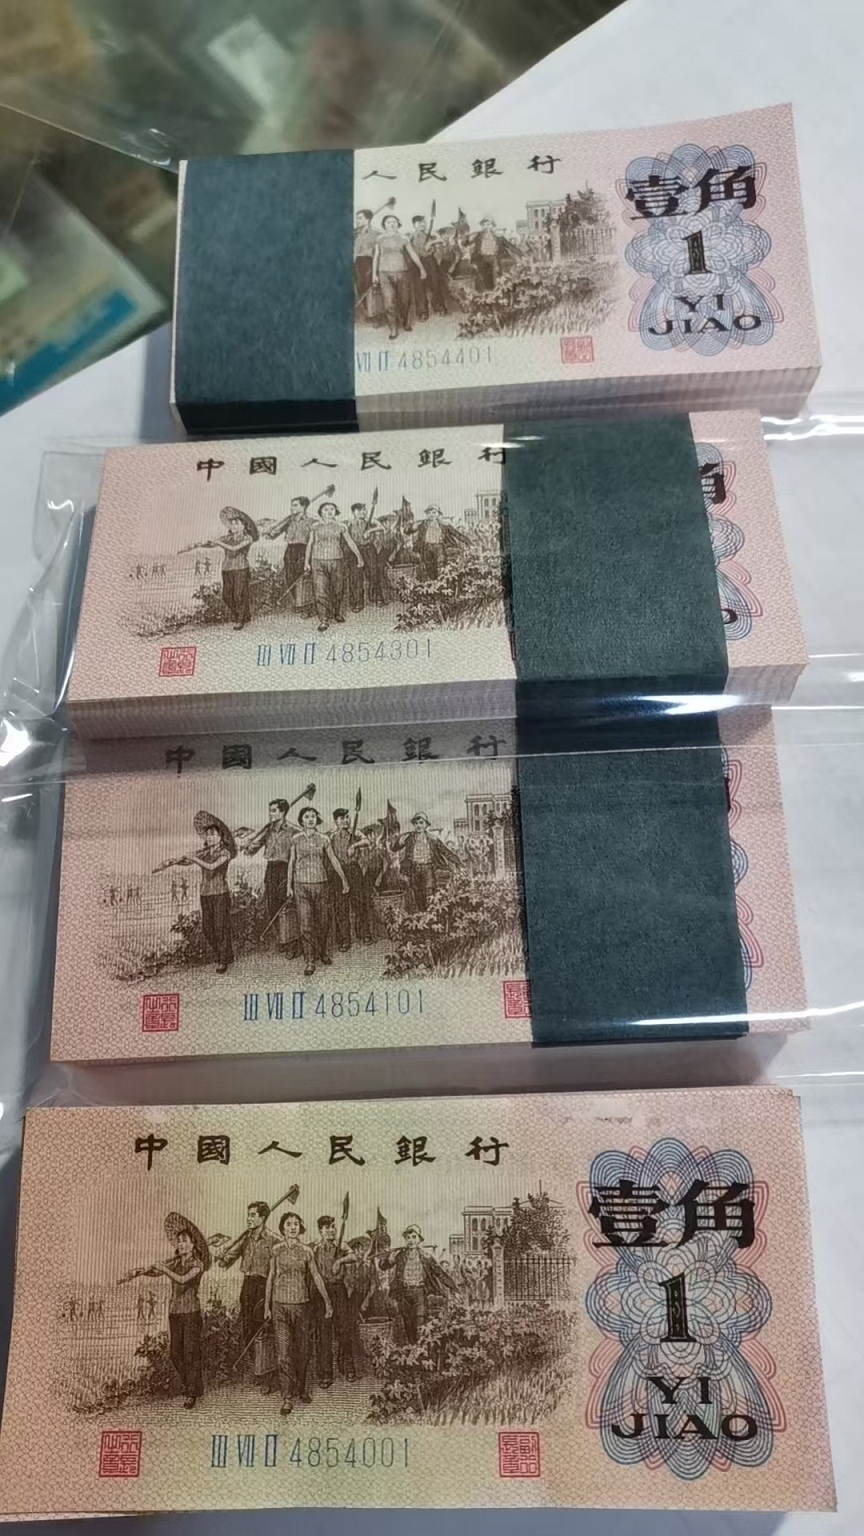 人民銀行
壹角
1
YI
JIAO
Ⅶ Ⅱ 4854401
中國人民銀行
角
Ⅲ Ⅶ Ⅱ 4854301
中國人民銀行
Ⅲ Ⅶ Ⅱ 4854101
中國人民銀行
壹角
1
YI
JIAO
Ⅲ Ⅶ Ⅱ 4854001